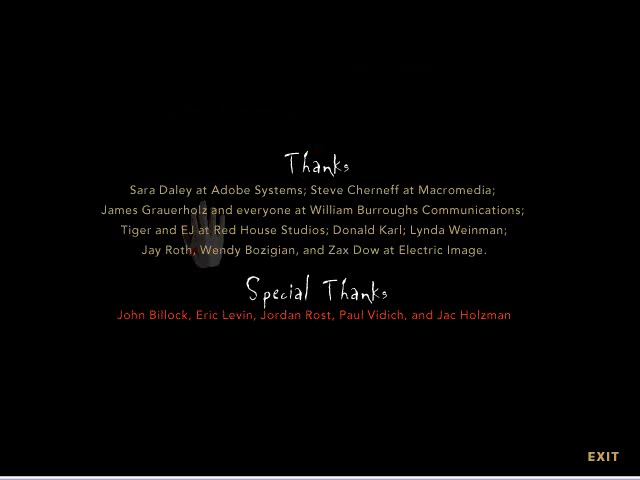 Thanks
Sara Daley at Adobe Systems; Steve Cherneff at Macromedia;
James Grauerholz and everyone at William Burroughs Communications;
Tiger and EJ at Red House Studios; Donald Karl; Lynda Weinman;
Jay Roth, Wendy Bozigian, and Zax Dow at Electric Image.
Special Thanks
John Billock, Eric Levin, Jordan Rost, Paul Vidich, and Jac Holzman
EXIT